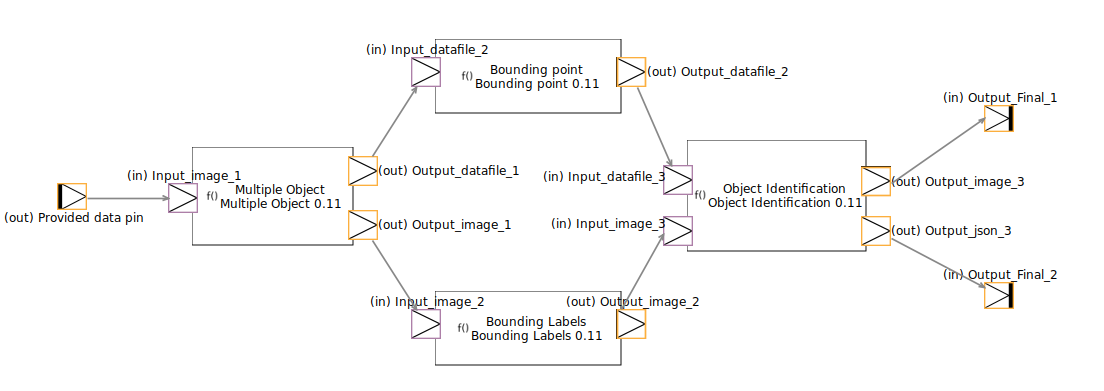 (in) Input_datafile_2
f()
Bounding point
Bounding point 0.11
(out) Output_datafile_2
(in) Output_Final_1
(in) Input_image_1
f()
Multiple Object
Multiple Object 0.11
(out) Output_datafile_1
(out) Provided data pin
(out) Output_image_1
(in) Input_datafile_3
f()
Object Identification
Object Identification 0.11
(out) Output_image_3
(in) Input_image_3
(out) Output_json_3
(in) Output_Final_2
(in) Input_image_2
(out) Output_image_2
f()
Bounding Labels
Bounding Labels 0.11